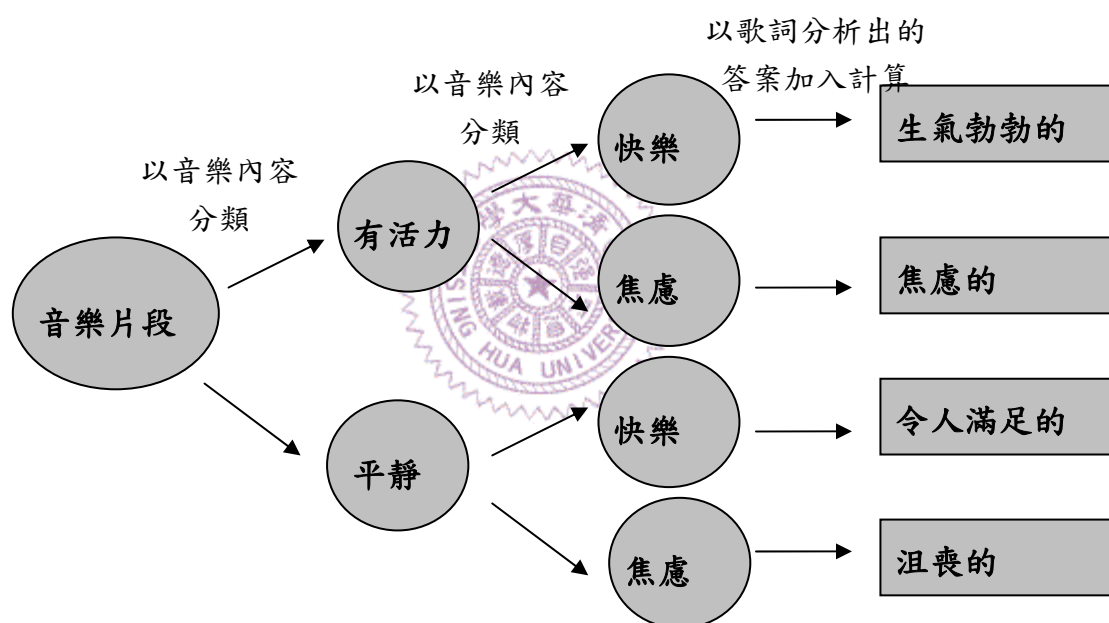 以歌詞分析出的
答案加入計算
以音樂內容
分類
以音樂內容
分類
快樂
生氣勃勃的
有活力
焦慮
焦慮的
音樂片段
快樂
令人滿足的
平靜
焦慮
沮喪的
HUA UNIVER